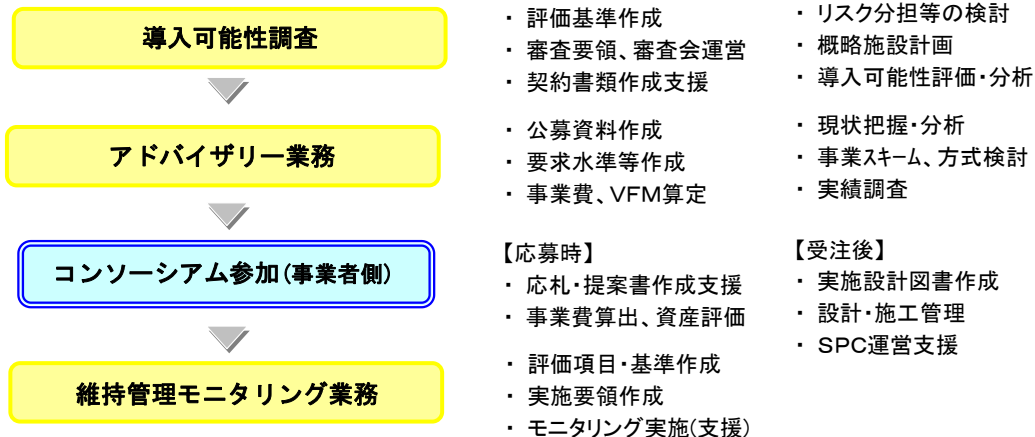 導入可能性調査
アドバイザリー業務
コンソーシアム参加(事業者側)
維持管理モニタリング業務
・ 評価基準作成
・ 審査要領、審査会運営
・ 契約書類作成支援
・ リスク分担等の検討
・ 概略施設計画
・ 導入可能性評価・分析
・ 公募資料作成
・ 要求水準等作成
・ 事業費、VFM算定
・ 現状把握・分析
・ 事業スキーム、方式検討
・ 実績調査
【応募時】
・ 応札・提案書作成支援
・ 事業費算出、資産評価
【受注後】
・ 実施設計図書作成
・ 設計・施工管理
・ SPC運営支援
・ 評価項目・基準作成
・ 実施要領作成
・ モニタリング実施(支援)